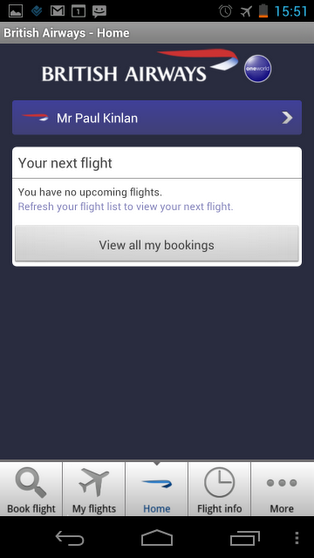 15:51
British Airways - Home
BRITISH AIRWAYS
oneworld
Mr Paul Kinlan
Your next flight
You have no upcoming flights.
Refresh your flight list to view your next flight.
View all my bookings
Book flight My flights Home Flight info More